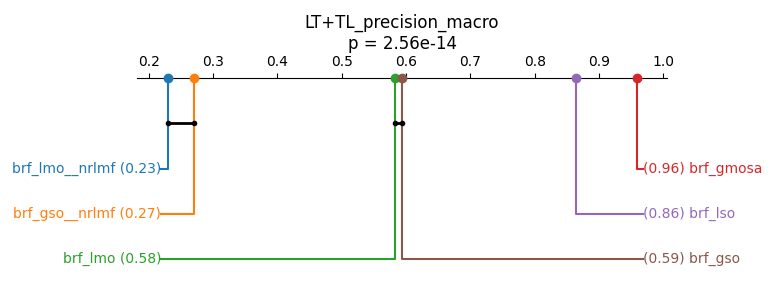 LT+TL_precision_macro
p = 2.56e-14
0.2 0.3 0.4 0.5 0.6 0.7 0.8 0.9 1.0
brf_lmo__nrlmf (0.23) (0.96) brf_gmosa
brf_gso__nrlmf (0.27) (0.86) brf_lso
brf_lmo (0.58) (0.59) brf_gso